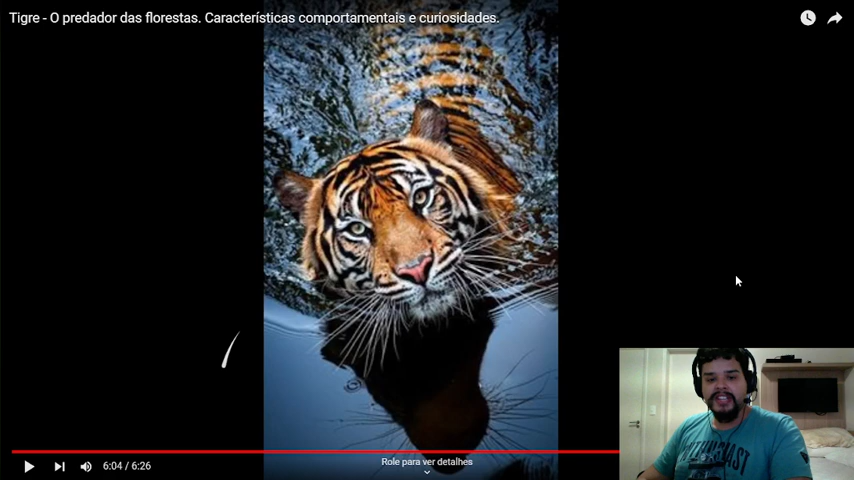 Tigre - O predador das florestas. Características comportamentais e curiosidades.
6:04 / 6:26
Role para ver detalhes